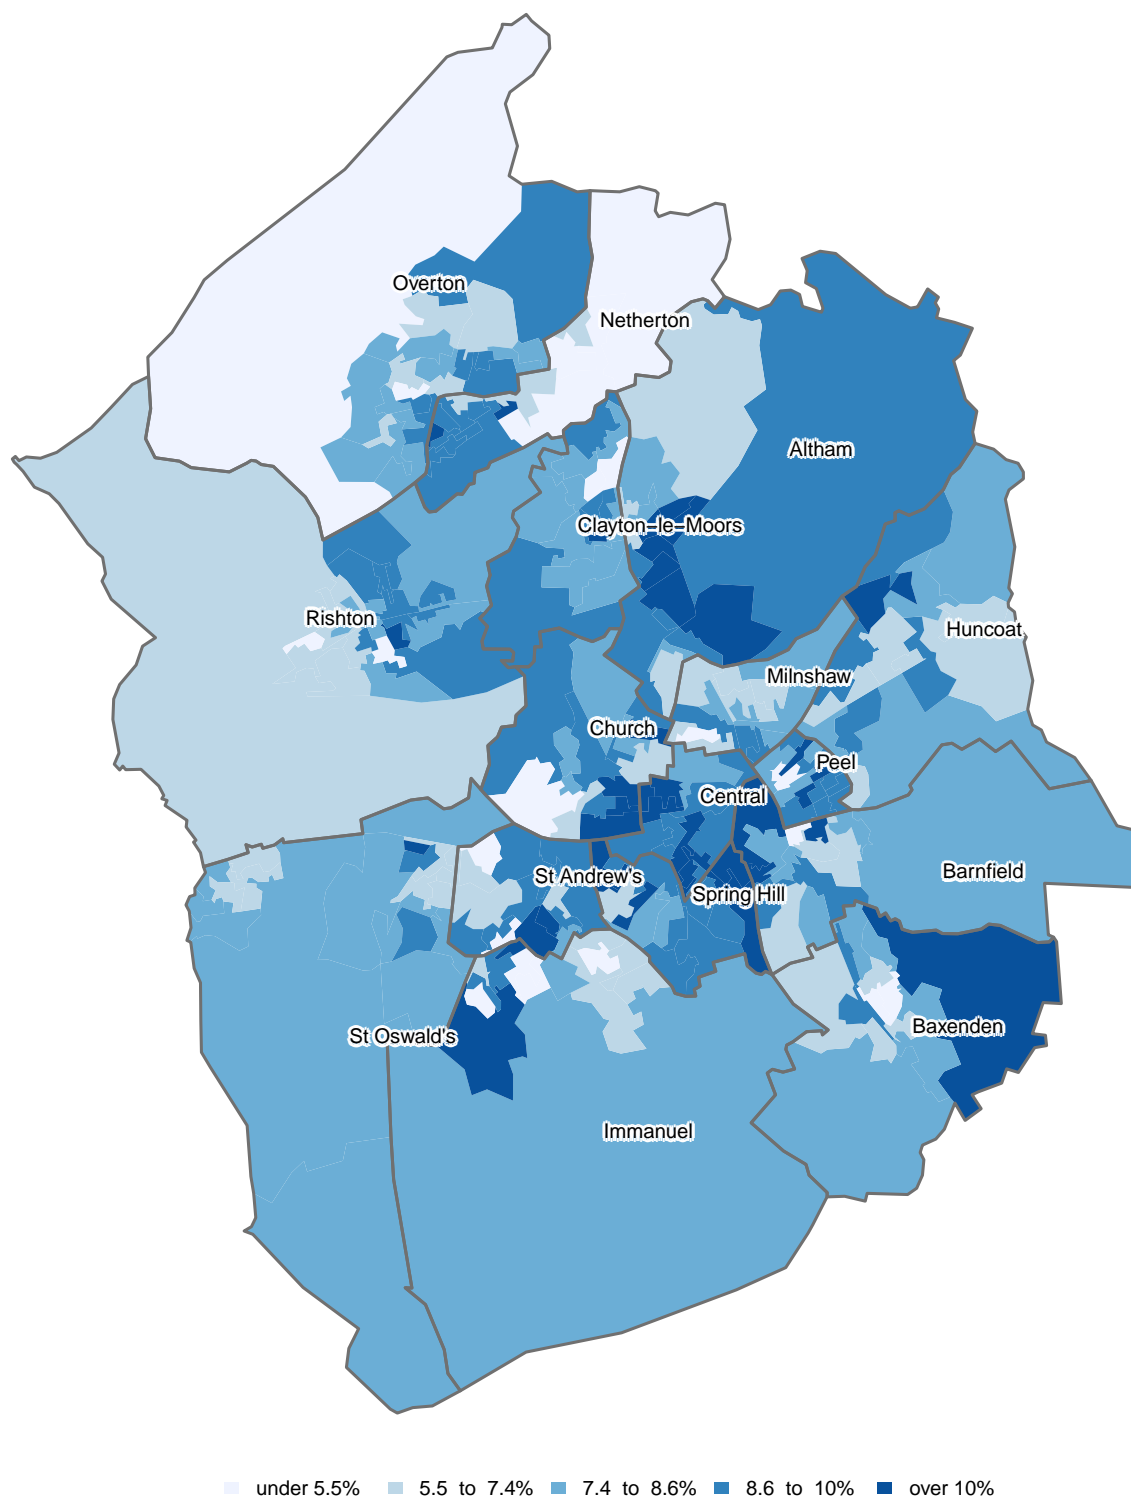 Overton
Netherton
Altham
Clayton–le–Moors
Rishton
Huncoat
Milnshaw
Church
Peel
Central
Barnfield
St Andrew's
Spring Hill
Baxenden
St Oswald's
Immanuel
under 5.5% 5.5 to 7.4% 7.4 to 8.6% 8.6 to 10% over 10%